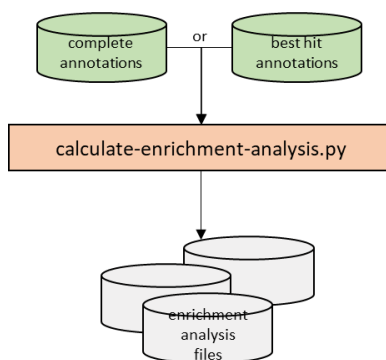 complete
annotations
or
best hit
annotations
calculate-enrichment-analysis.py
enrichment
analysis
files